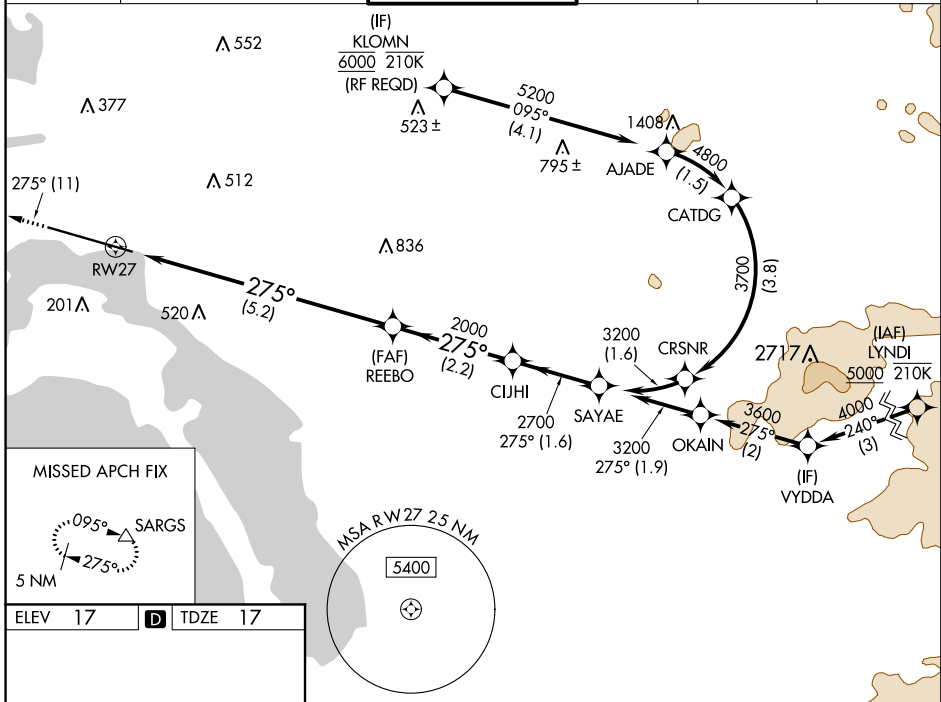 (IF)
KLOMN
6000 210K
(RF REQD)
552
377
523 ±
5200
095°
(4.1)
1408
795 ±
AJADE
4800
(1.5)
CATDG
512
275° (11)
RW27
836
3700
(3.8)
201
520
275°
(5.2)
2000
275°
(2.2)
(FAF)
REEBO
CIJHI
3200
(1.6)
CRSNR
SAYAE
2717
(IAF)
LYNDI
5000 210K
2700
275° (1.6)
3200
275° (1.9)
OKAIN
3600
275°
(2)
4000
240°
(3)
(IF)
VYDDA
MISSED APCH FIX
095°
SARGS
275°
5 NM
MSA RW27 25 NM
5400
ELEV 17 D TDZE 17